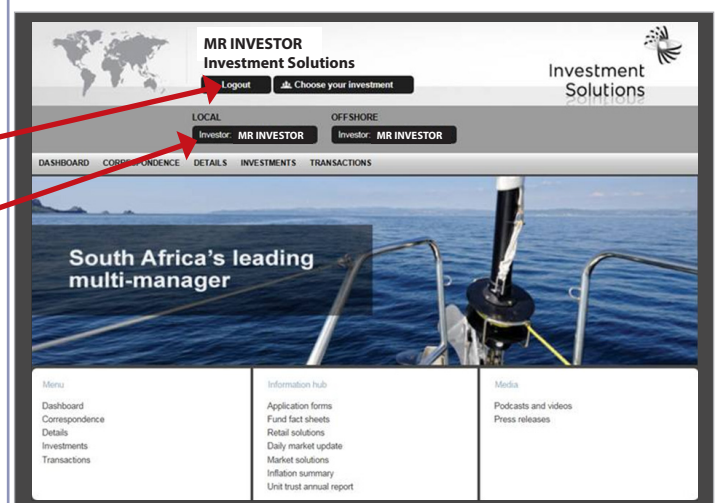 MR INVESTOR
Investment Solutions
Logout
Choose your investment
Investment
Solutions
LOCAL
OFFSHORE
Investor: MR INVESTOR
Investor: MR INVESTOR
DASHBOARD CORRESPONDENCE DETAILS INVESTMENTS TRANSACTIONS
South Africa's leading
multi-manager
Menu
Dashboard
Correspondence
Details
Investments
Transactions
Information hub
Application forms
Fund fact sheets
Retail solutions
Daily market update
Market solutions
Inflation summary
Unit trust annual report
Media
Podcasts and videos
Press releases